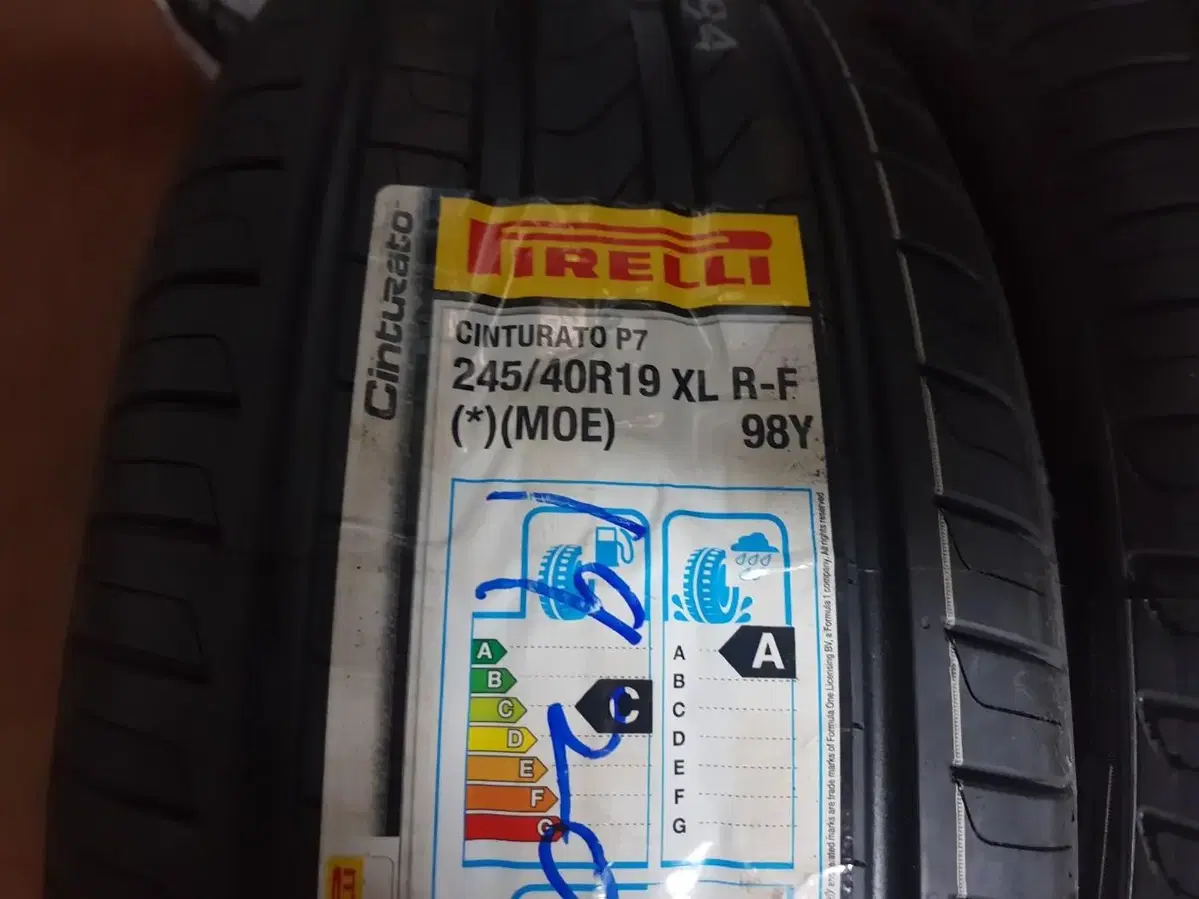 Cinturato
PIRELLI
CINTURATO P7
245/40R19 XL R-F
(*)(MOE) 98Y
A
B
C
D
E
F
G
C
A
B
C
D
E
F
G
A